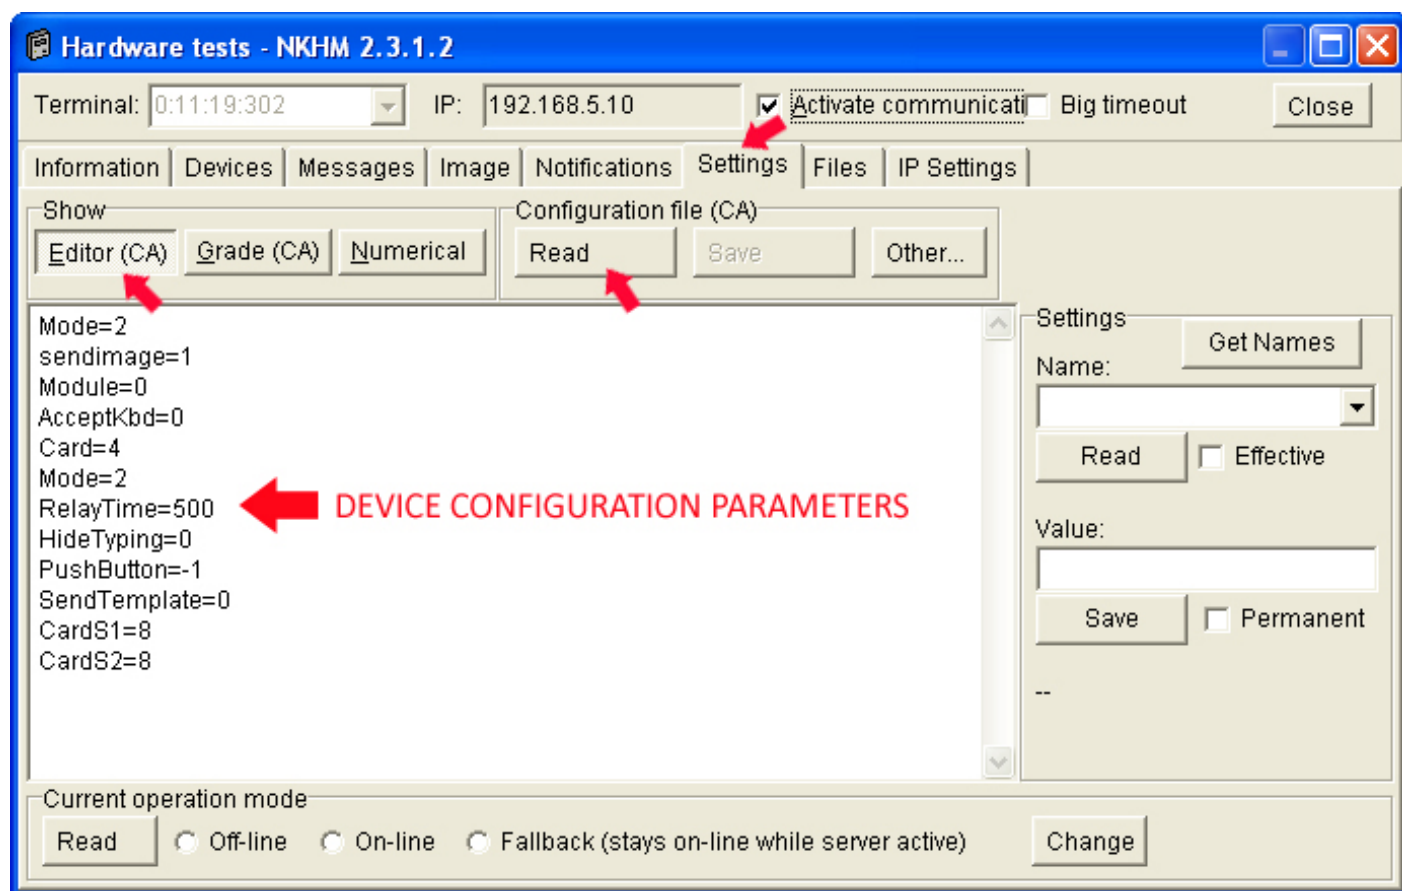 Hardware tests - NKHM 2.3.1.2
Terminal: 0:11:19:302 IP: 192.168.5.10 Activate communicati Big timeout Close
Information Devices Messages Image Notifications Settings Files IP Settings
Show Configuration file (CA)
Editor (CA) Grade (CA) Numerical Read Save Other...
Mode=2
sendimage=1
Module=0
AcceptKbd=0
Card=4
Mode=2
RelayTime=500 DEVICE CONFIGURATION PARAMETERS
HideTyping=0
PushButton=-1
SendTemplate=0
CardS1=8
CardS2=8
Settings Get Names
Name:
Read Effective
Value:
Save Permanent
--
Current operation mode
Read Off-line On-line Fallback (stays on-line while server active) Change